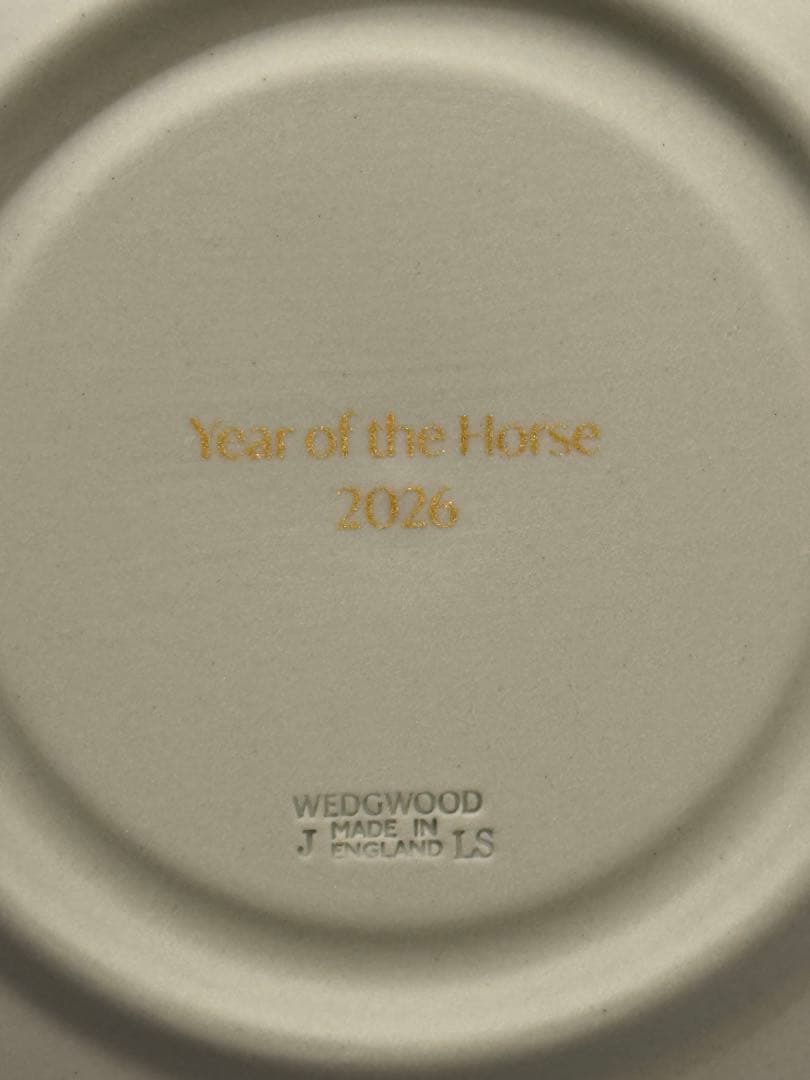 Year of the Horse
2026
WEDGWOOD
J MADE IN LS
ENGLAND